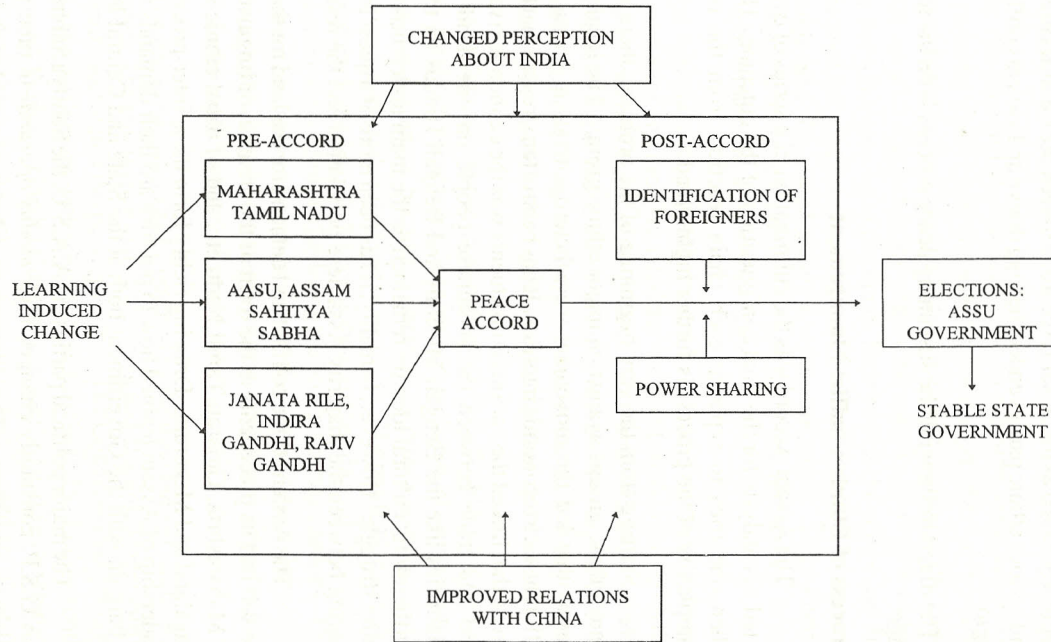 CHANGED PERCEPTION
ABOUT INDIA
PRE-ACCORD
POST-ACCORD
MAHARASHTRA
TAMIL NADU
IDENTIFICATION OF
FOREIGNERS
LEARNING
INDUCED
CHANGE
AASU, ASSAM
SAHITYA
SABHA
PEACE
ACCORD
ELECTIONS:
ASSU
GOVERNMENT
JANATA RILE,
INDIRA
GANDHI, RAJIV
GANDHI
POWER SHARING
STABLE STATE
GOVERNMENT
IMPROVED RELATIONS
WITH CHINA